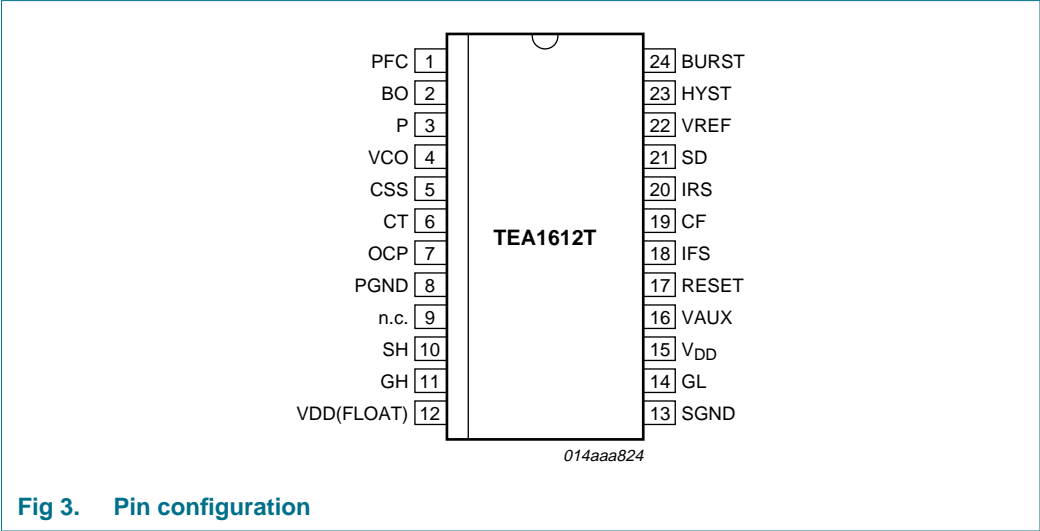 PFC 1
BO 2
P 3
VCO 4
CSS 5
CT 6
OCP 7
PGND 8
n.c. 9
SH 10
GH 11
VDD(FLOAT) 12
TEA1612T
24 BURST
23 HYST
22 VREF
21 SD
20 IRS
19 CF
18 IFS
17 RESET
16 VAUX
15 VDD
14 GL
13 SGND
014aaa824
Fig 3. Pin configuration